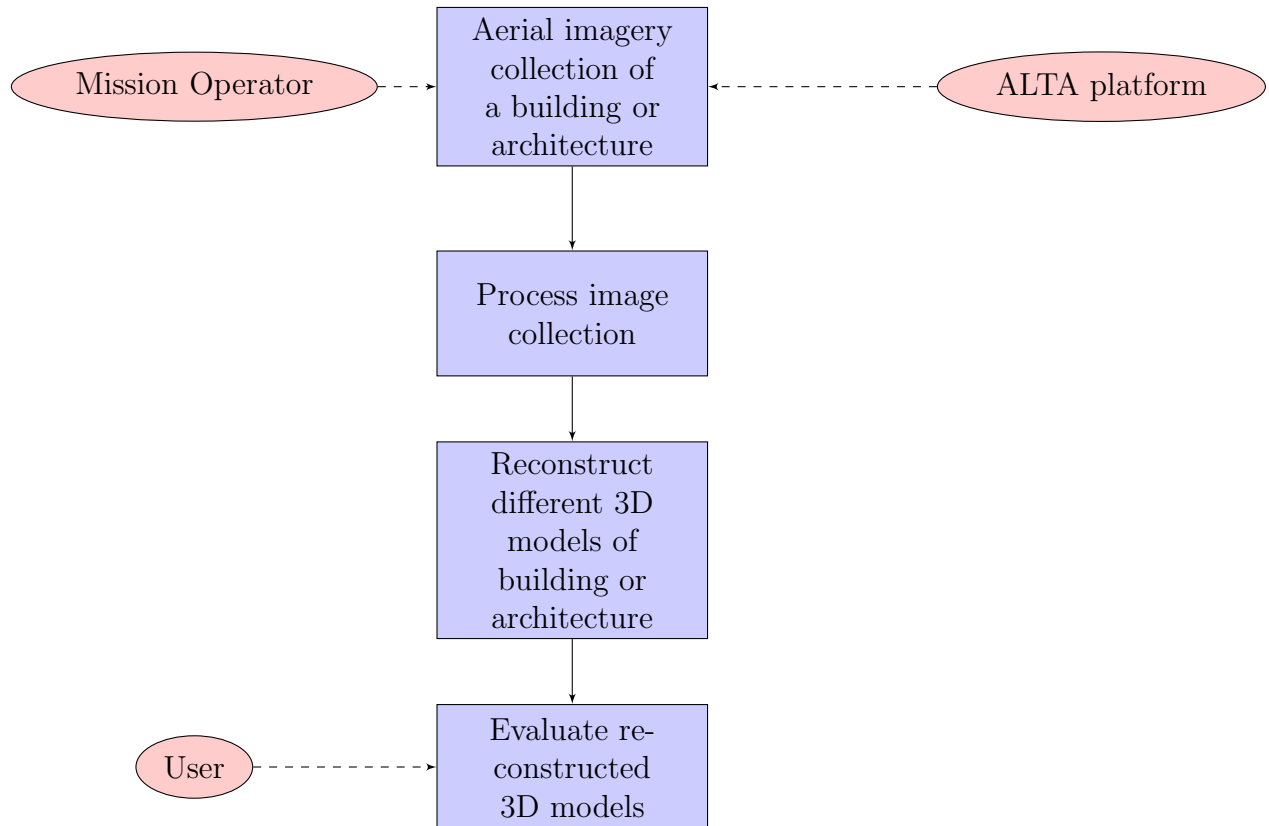 Aerial imagery
collection of
a building or
architecture
Mission Operator
ALTA platform
Process image
collection
Reconstruct
different 3D
models of
building or
architecture
Evaluate re-
constructed
3D models
User